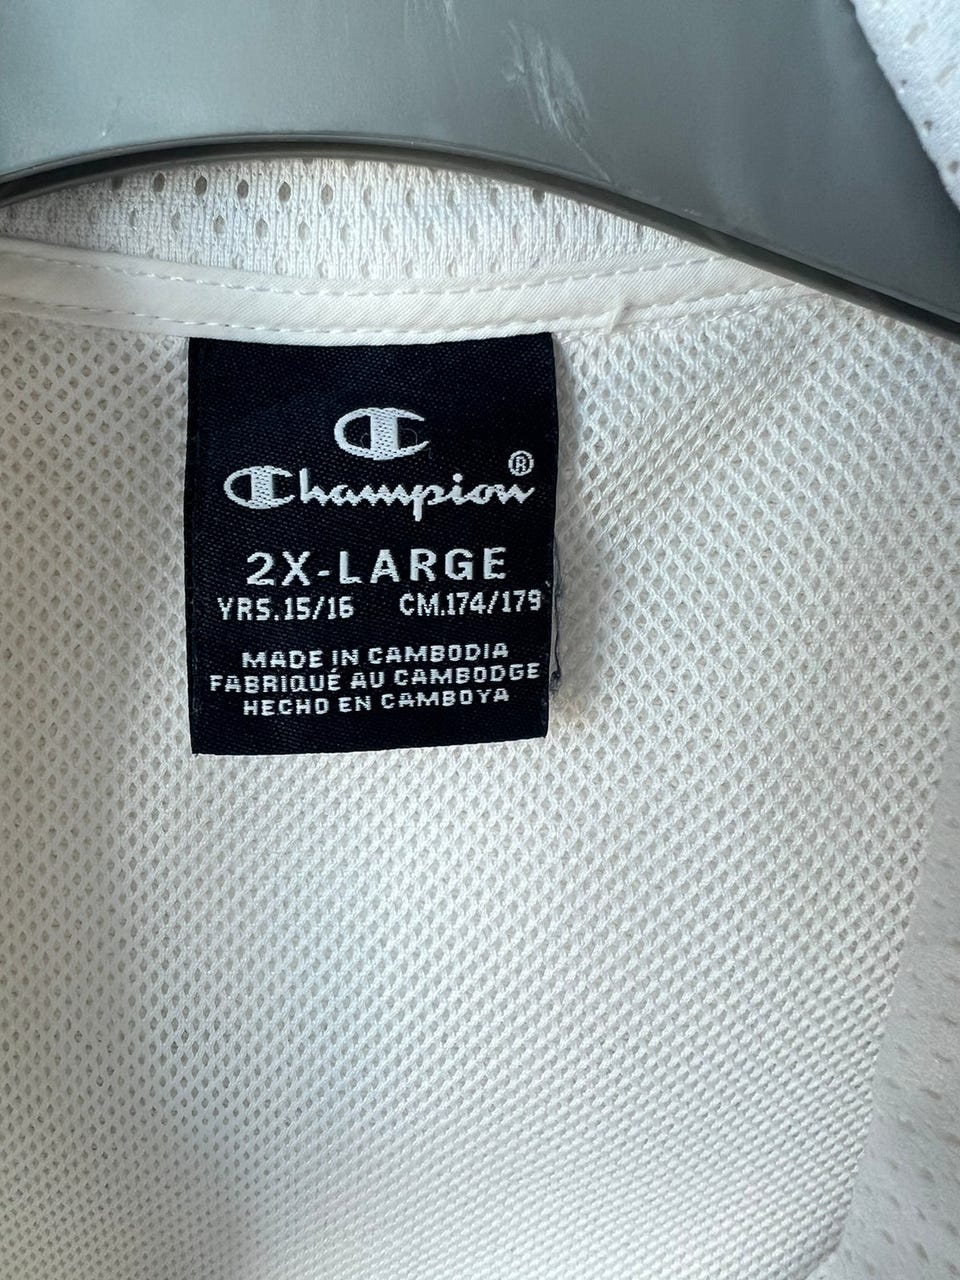 Champion®
2X-LARGE
YRS.15/16 CM.174/179
MADE IN CAMBODIA
FABRIQUÉ AU CAMBODGE
HECHO EN CAMBOYA